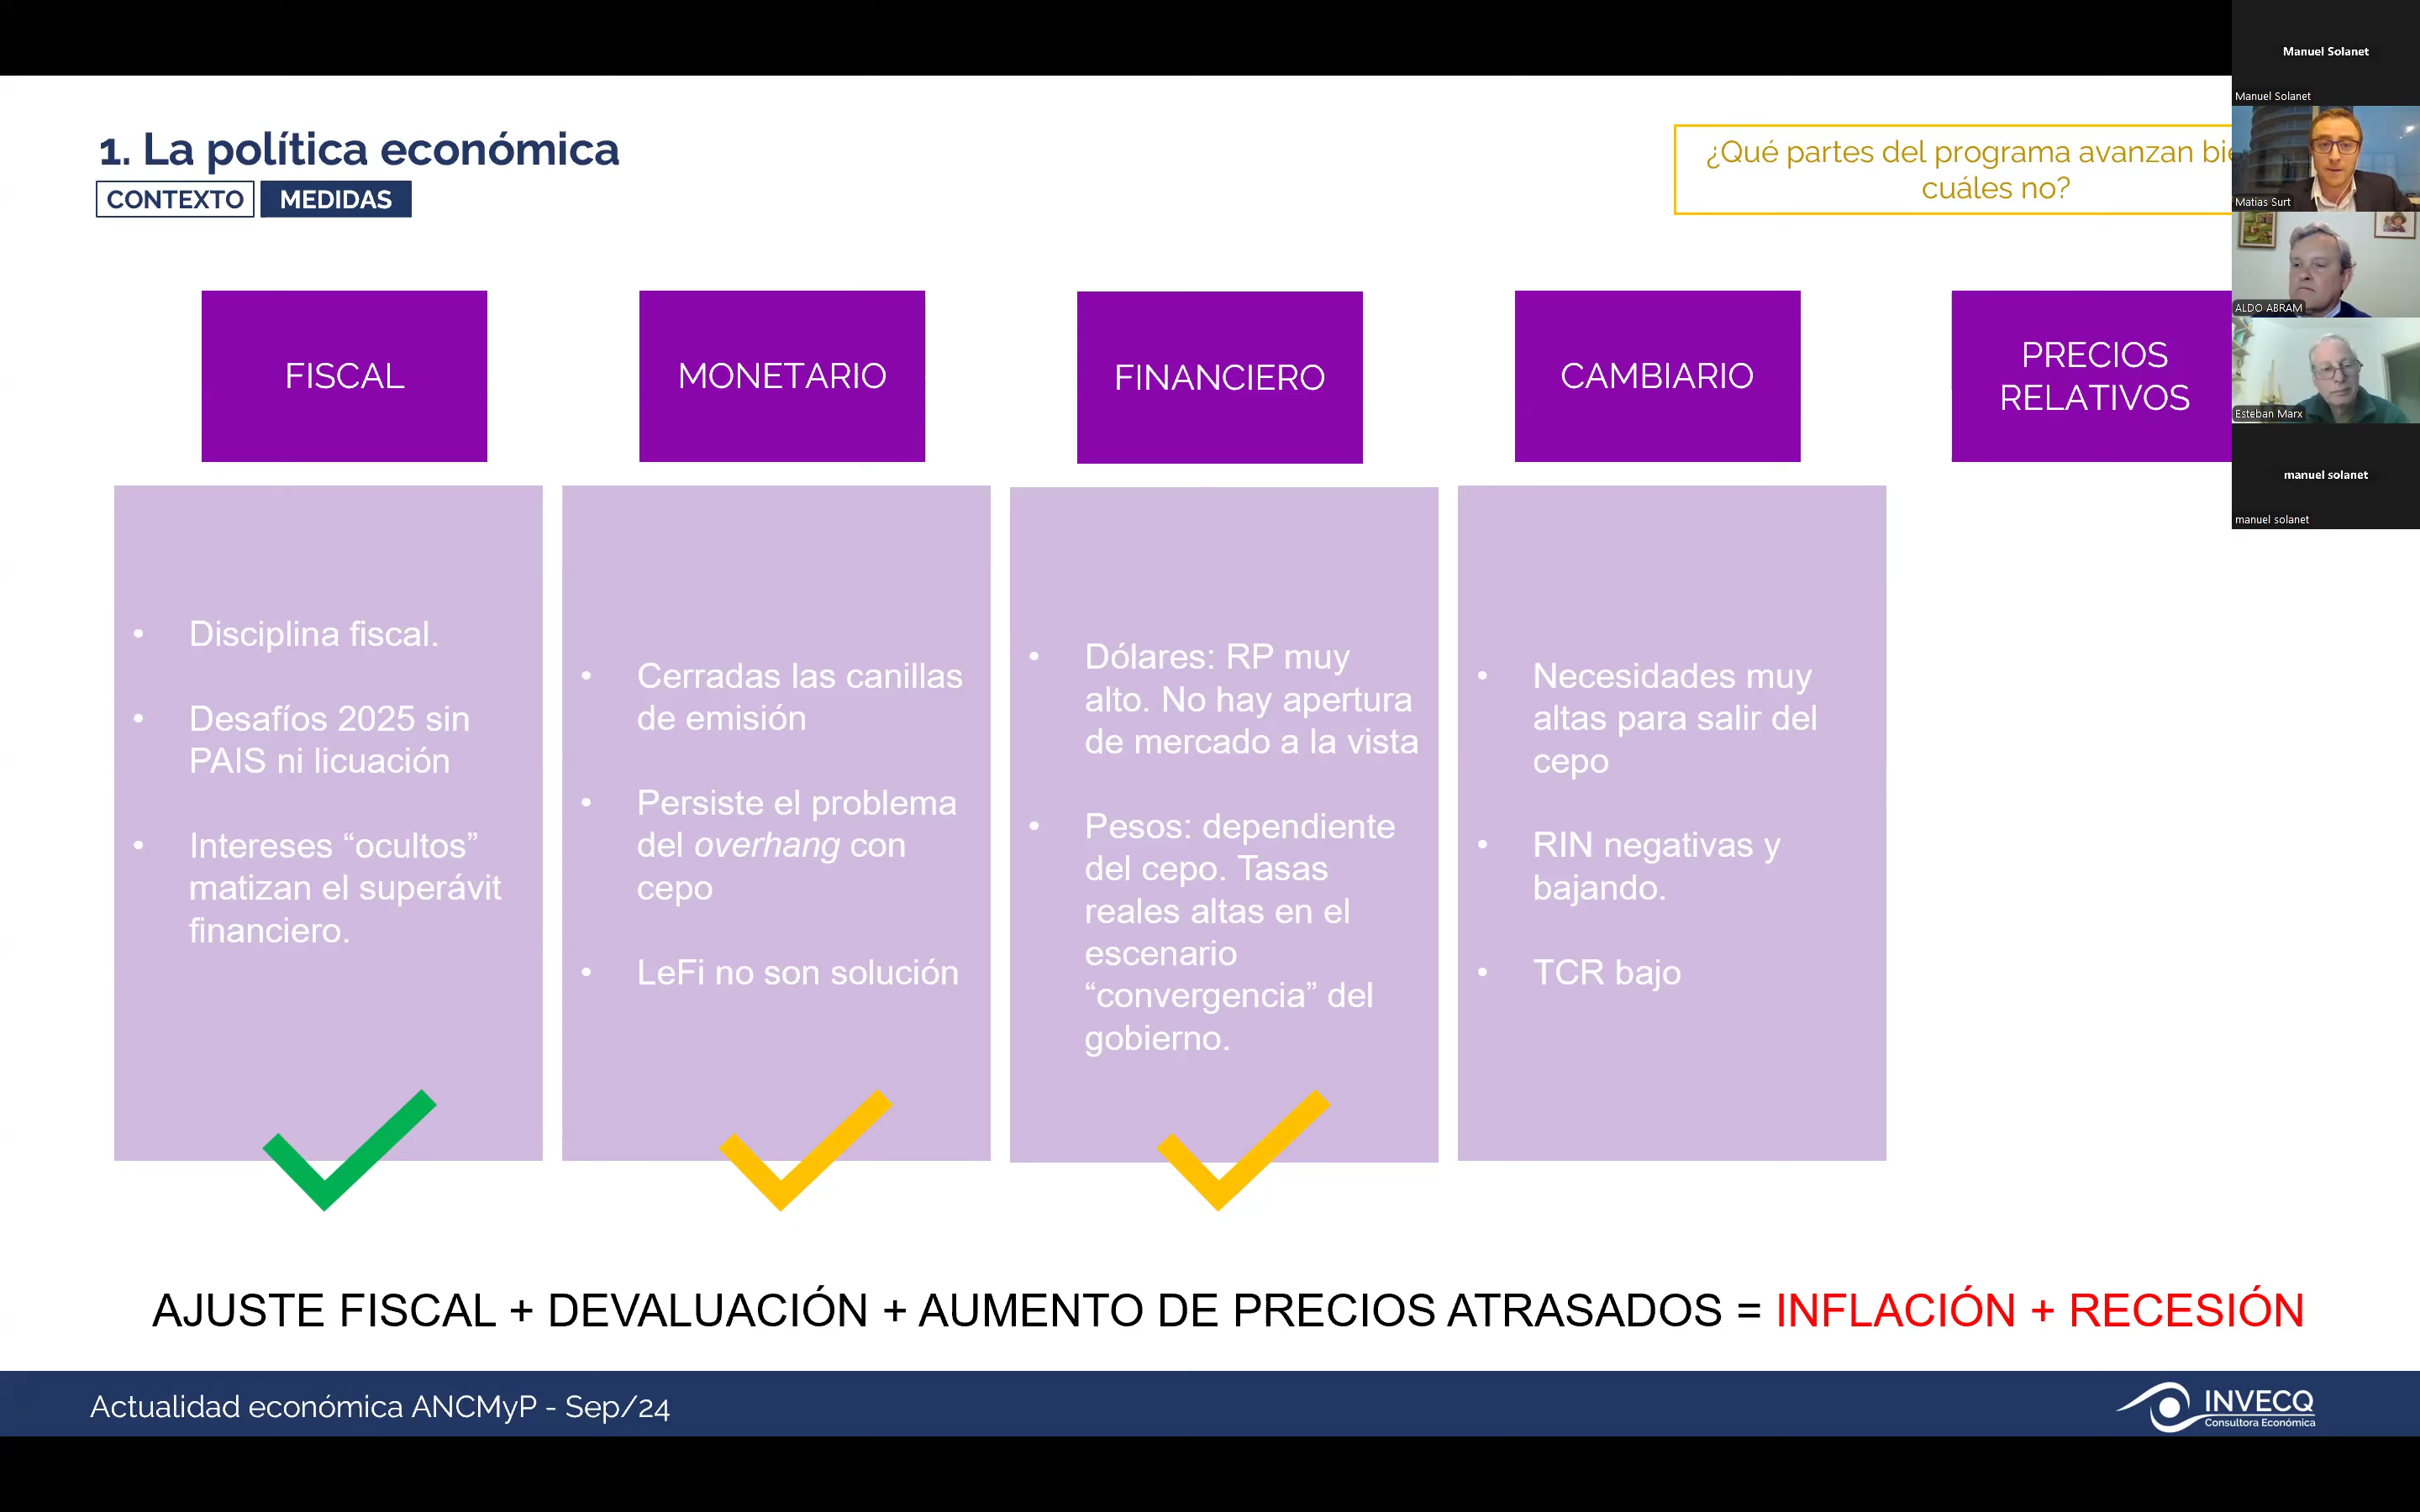 1. La política económica
CONTEXTO MEDIDAS
¿Qué partes del programa avanzan
cuáles no?
Manuel Solanet
Manuel Solanet
Matias Surt
ALDO ABRAM
Esteban Marx
manuel solanet
manuel solanet
FISCAL
MONETARIO
FINANCIERO
CAMBIARIO
PRECIOS
RELATIVOS
• Disciplina fiscal.
• Desafíos 2025 sin
PAIS ni licuación
• Intereses “ocultos”
matizan el superávit
financiero.
• Cerradas las canillas
de emisión
• Persiste el problema
del overhang con
cepo
• LeFi no son solución
• Dólares: RP muy
alto. No hay apertura
de mercado a la vista
• Pesos: dependiente
del cepo. Tasas
reales altas en el
escenario
“convergencia” del
gobierno.
• Necesidades muy
altas para salir del
cepo
• RIN negativas y
bajando.
• TCR bajo
AJUSTE FISCAL + DEVALUACIÓN + AUMENTO DE PRECIOS ATRASADOS = INFLACIÓN + RECESIÓN
Actualidad económica ANCMyP - Sep/24
INVECQ
Consultora Económica